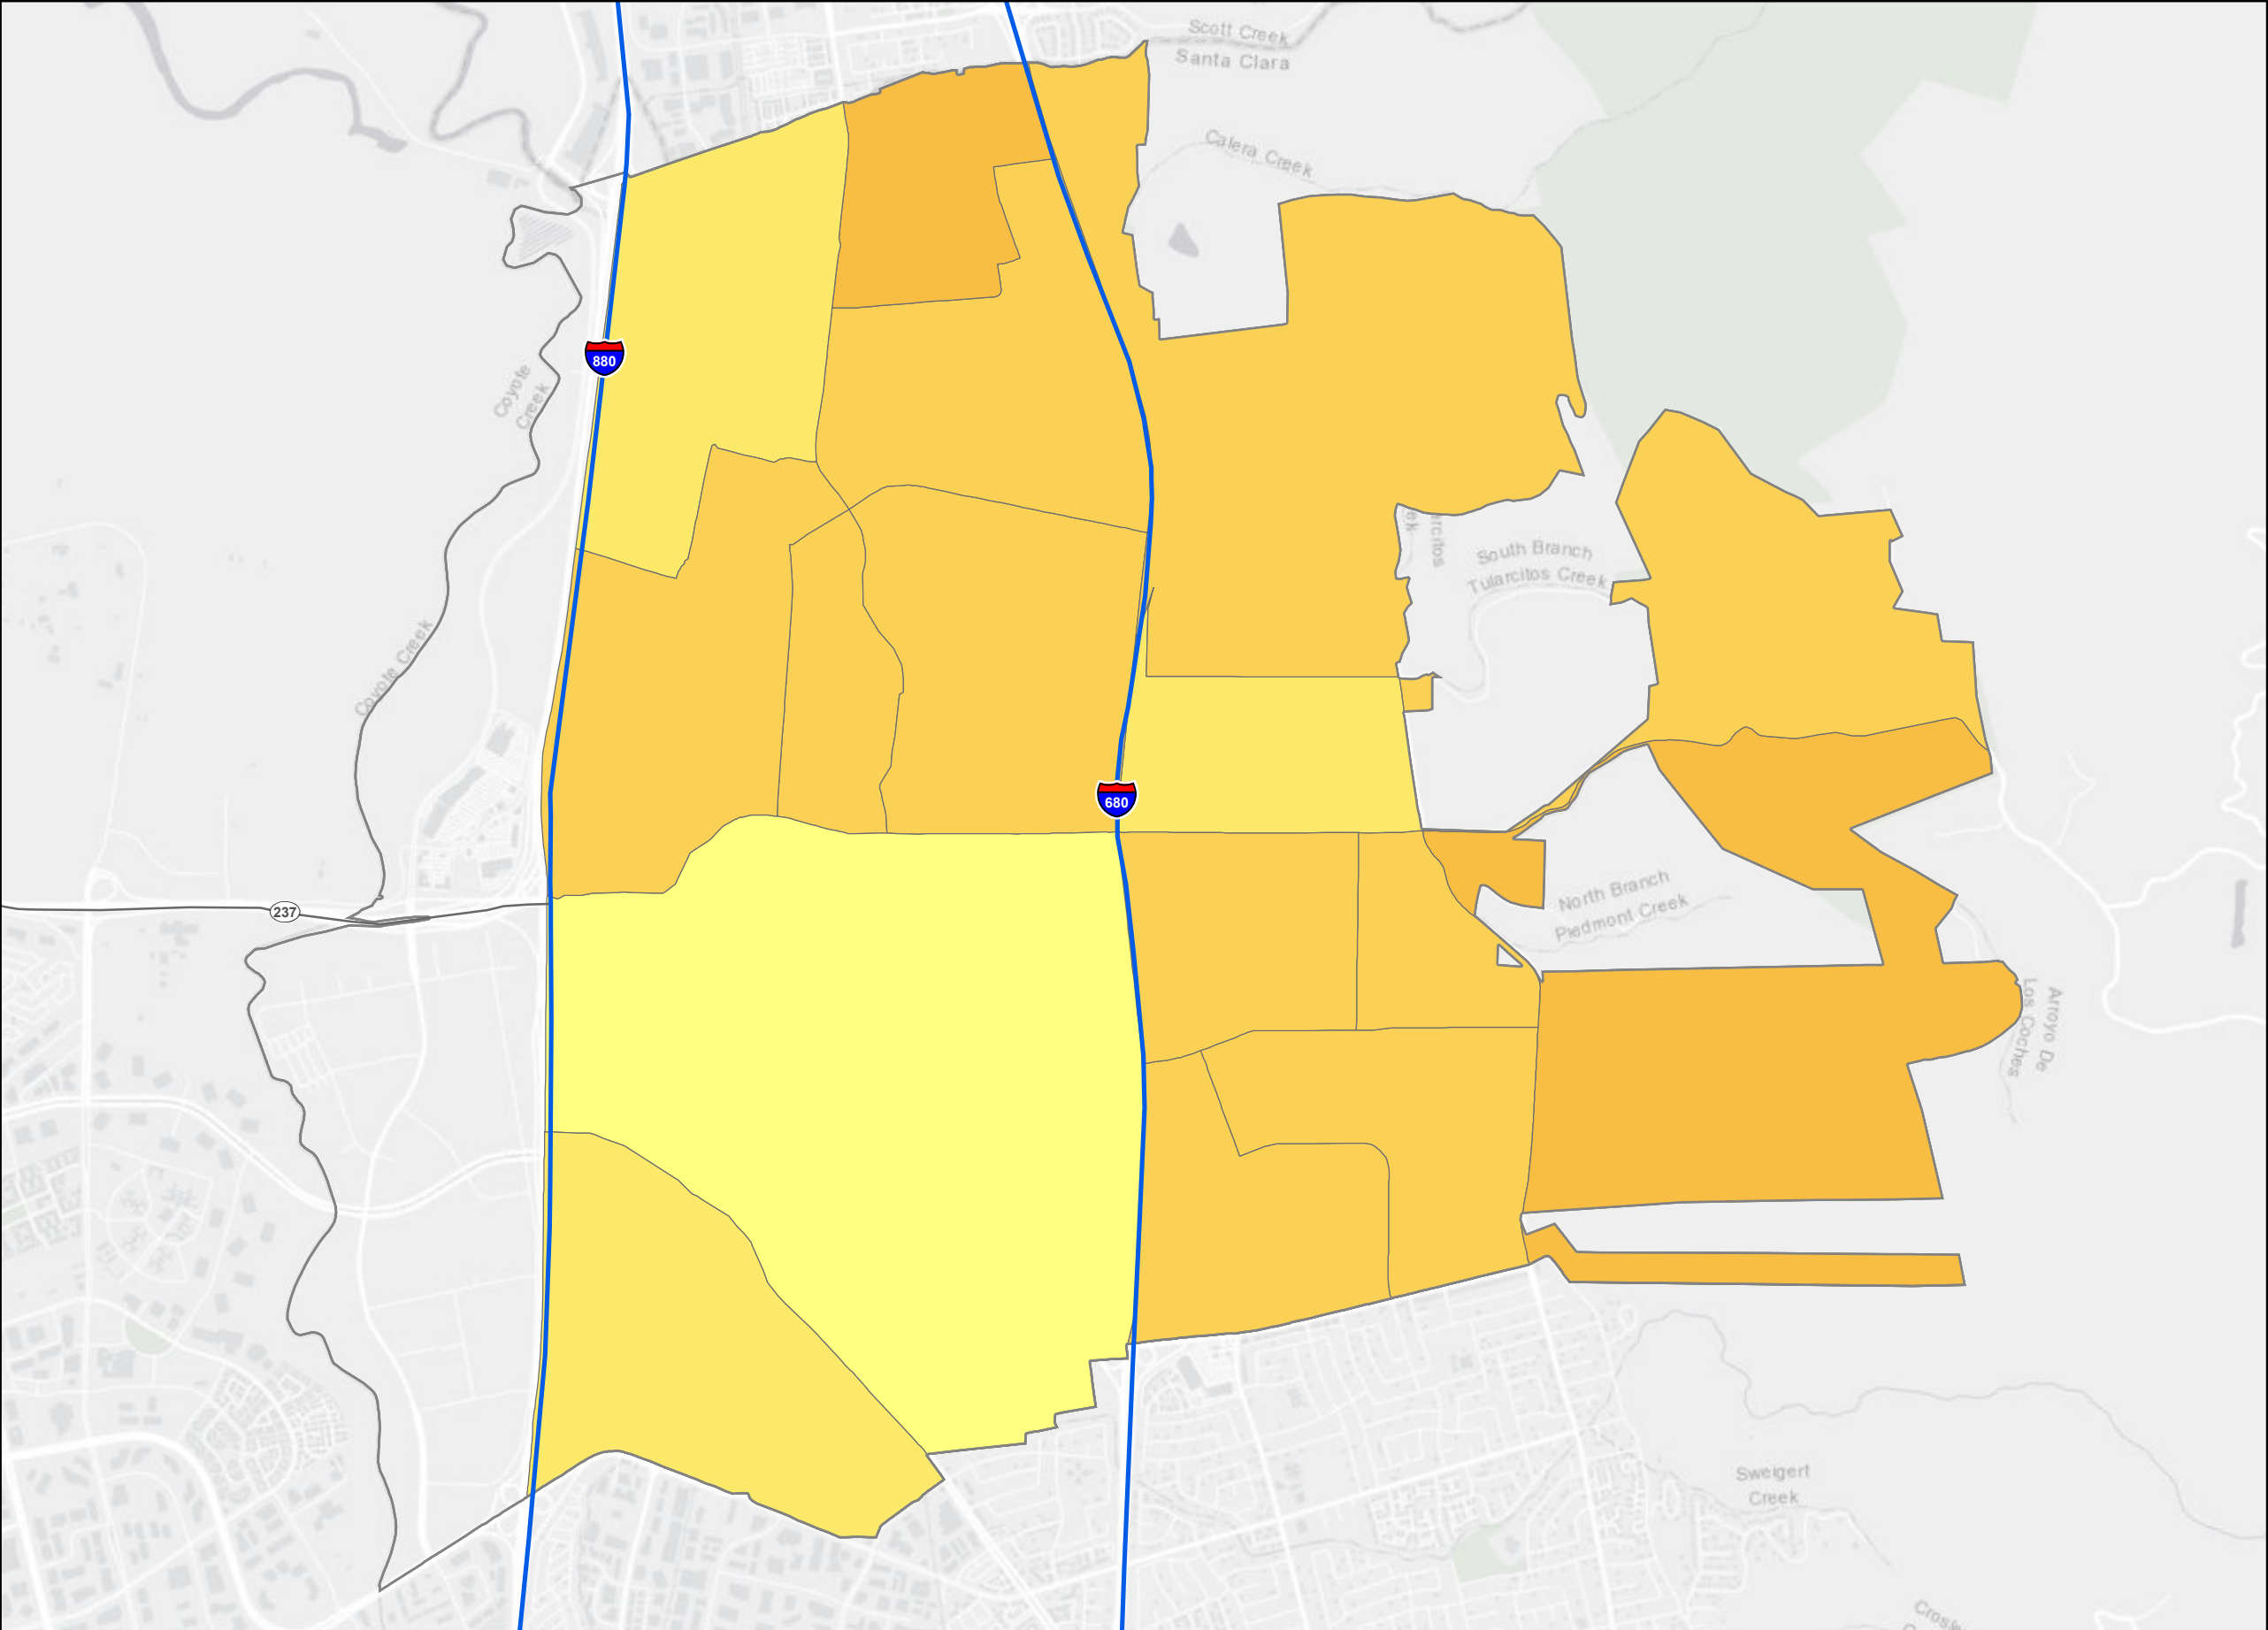 Scott Creek
Santa Clara
Calera Creek
880
Coyote
Creek
South Branch
Tularcitos Creek
Coyote Creek
680
237
North Branch
Piedmont Creek
Arroyo De
Los Coches
Sweigert
Creek